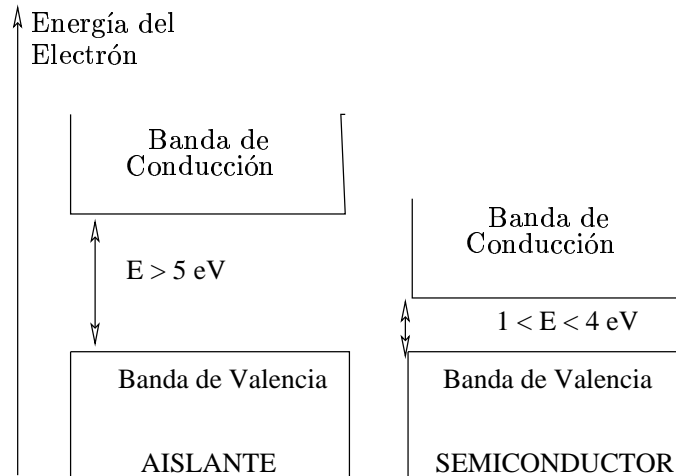 Energía del
Electrón
Banda de
Conducción
E > 5 eV
Banda de Valencia
AISLANTE
Banda de
Conducción
1 < E < 4 eV
Banda de Valencia
SEMICONDUCTOR